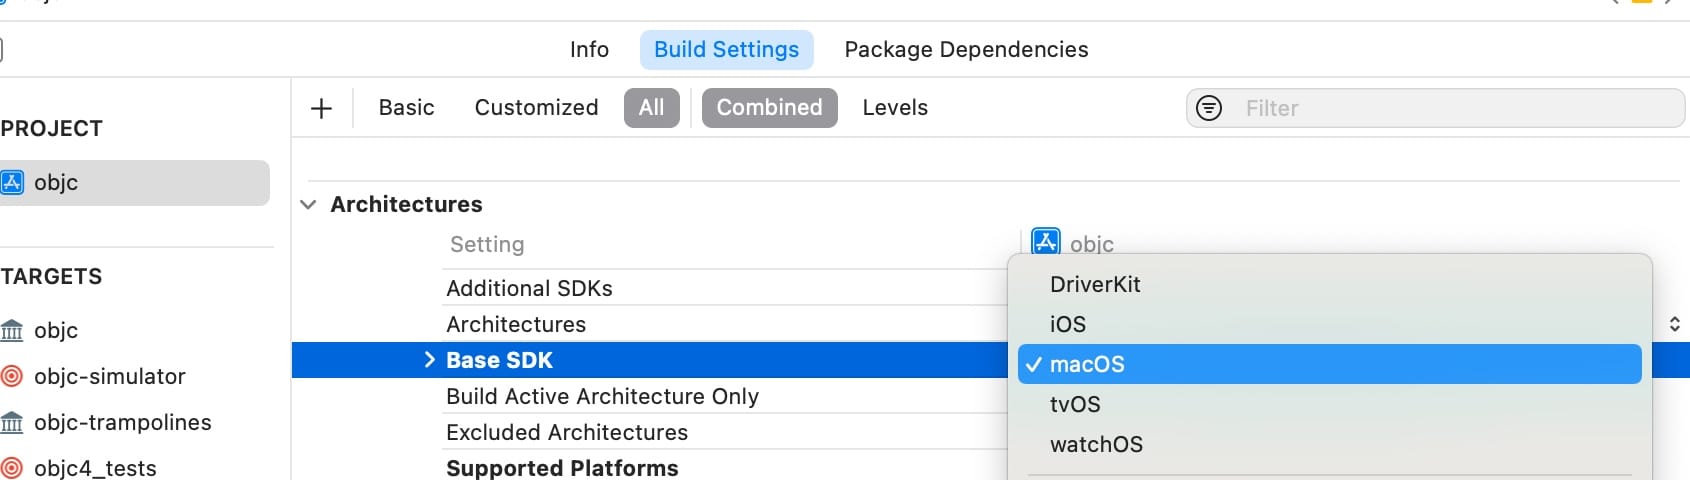 Info Build Settings Package Dependencies
Basic Customized All Combined Levels Filter
PROJECT
objc
TARGETS
objc
objc-simulator
objc-trampolines
objc4_tests
Architectures
Setting objc
Additional SDKs
Architectures
Base SDK
Build Active Architecture Only
Excluded Architectures
Supported Platforms
DriverKit
iOS
macOS
tvOS
watchOS